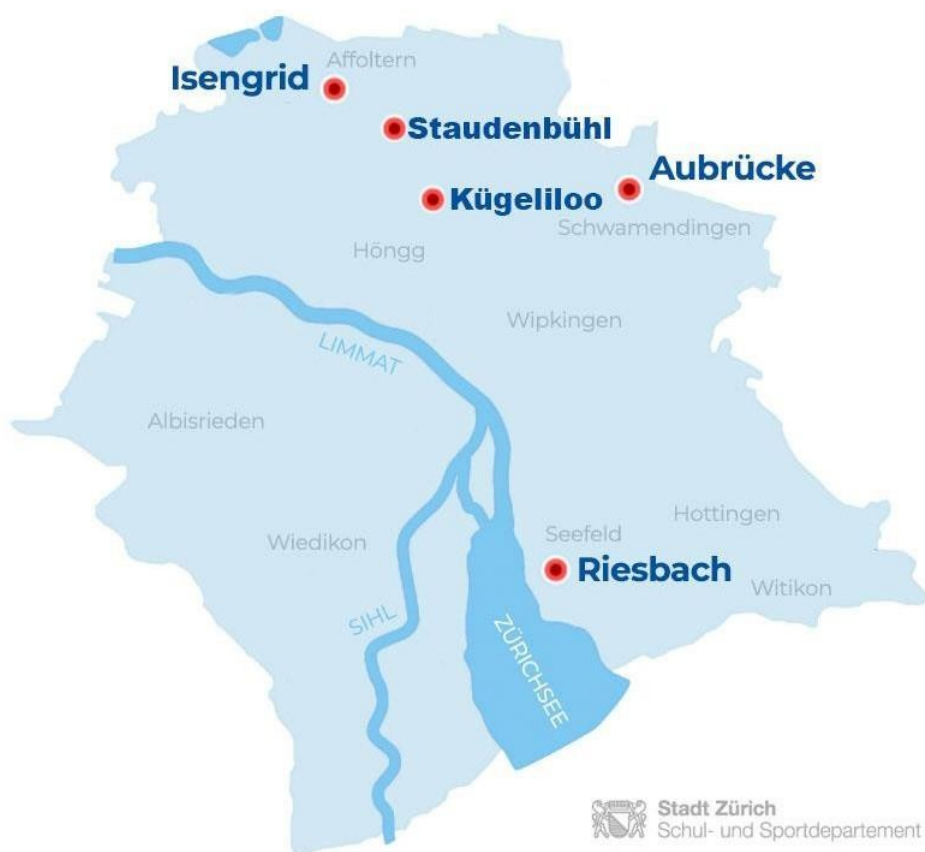 Affoltern
Isengrid
Staudenbühl
Aubrücke
Kügeliloo
Schwamendingen
Höngg
Wipkingen
LIMMAT
Albisrieden
Hottingen
Seefeld
Wiedikon
Riesbach
Witikon
SIHL
ZÜRICHSEE
Stadt Zürich
Schul- und Sportdepartement